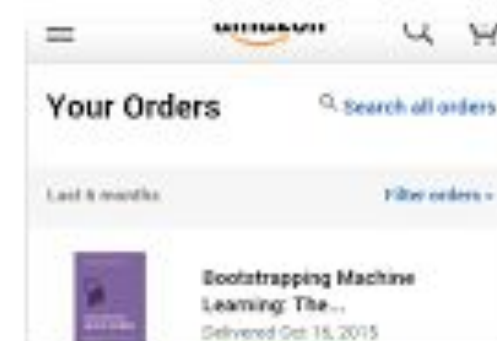 amazon
Your Orders
Search all orders
Last 6 months
Filter orders
Bootstrapping Machine
Learning: The...
Delivered Oct 15, 2015